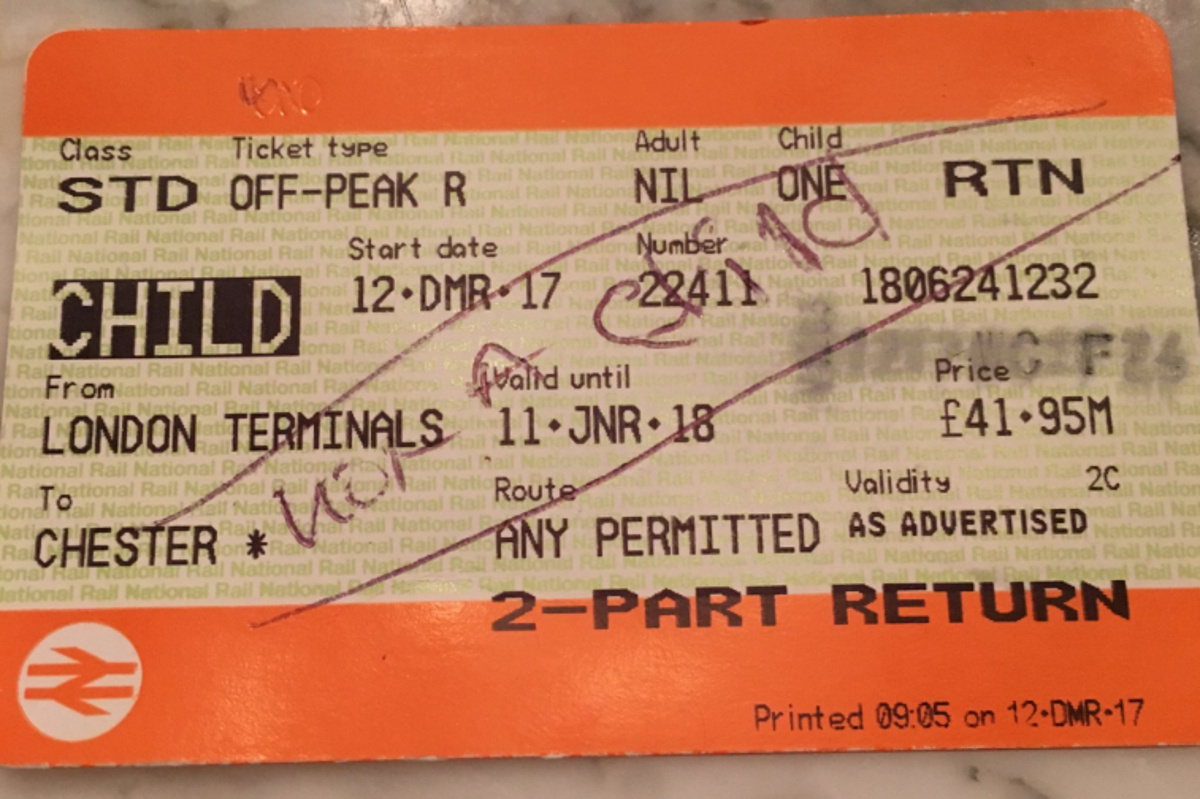 Class Ticket type Adult Child
STD OFF-PEAK R NIL ONE RTN
Start date Number
CHILD 12·DMR·17 22411 1806241232
From Valid until Price
LONDON TERMINALS 11·JNR·18 £41·95M
To Route Validity 2C
CHESTER * ANY PERMITTED AS ADVERTISED
2-PART RETURN
Printed 09:05 on 12·DMR·17
NOT A CHILD